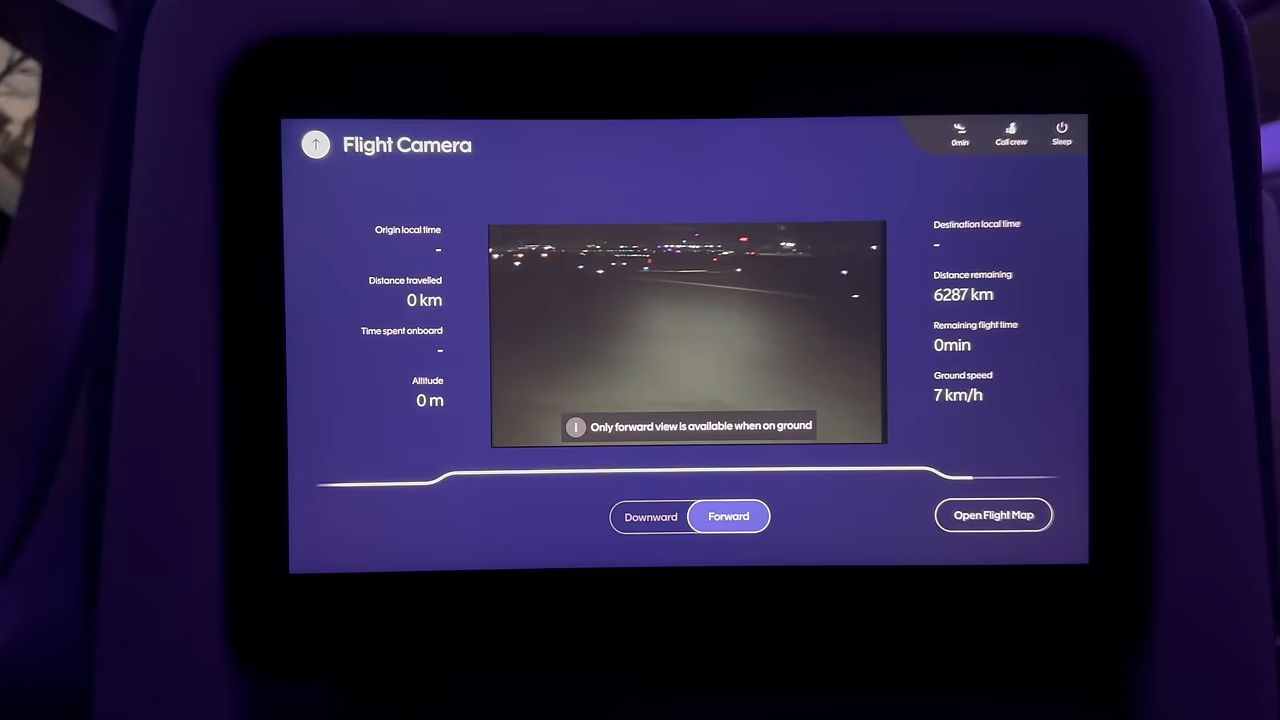 Flight Camera
0min
Call crew
Sleep
Origin local time
-
Distance travelled
0 km
Time spent onboard
-
Altitude
0 m
Only forward view is available when on ground
Destination local time
-
Distance remaining
6287 km
Remaining flight time
0min
Ground speed
7 km/h
Downward
Forward
Open Flight Map